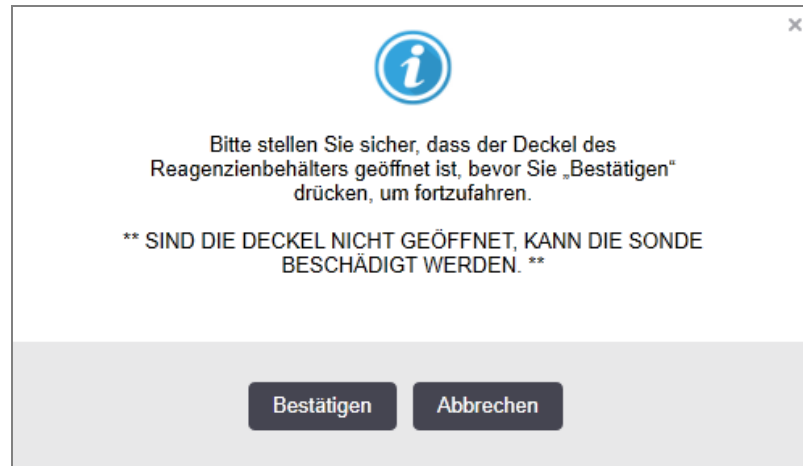 Bitte stellen Sie sicher, dass der Deckel des
Reagenzienbehälters geöffnet ist, bevor Sie „Bestätigen“
drücken, um fortzufahren.
** SIND DIE DECKEL NICHT GEÖFFNET, KANN DIE SONDE
BESCHÄDIGT WERDEN. **
Bestätigen Abbrechen